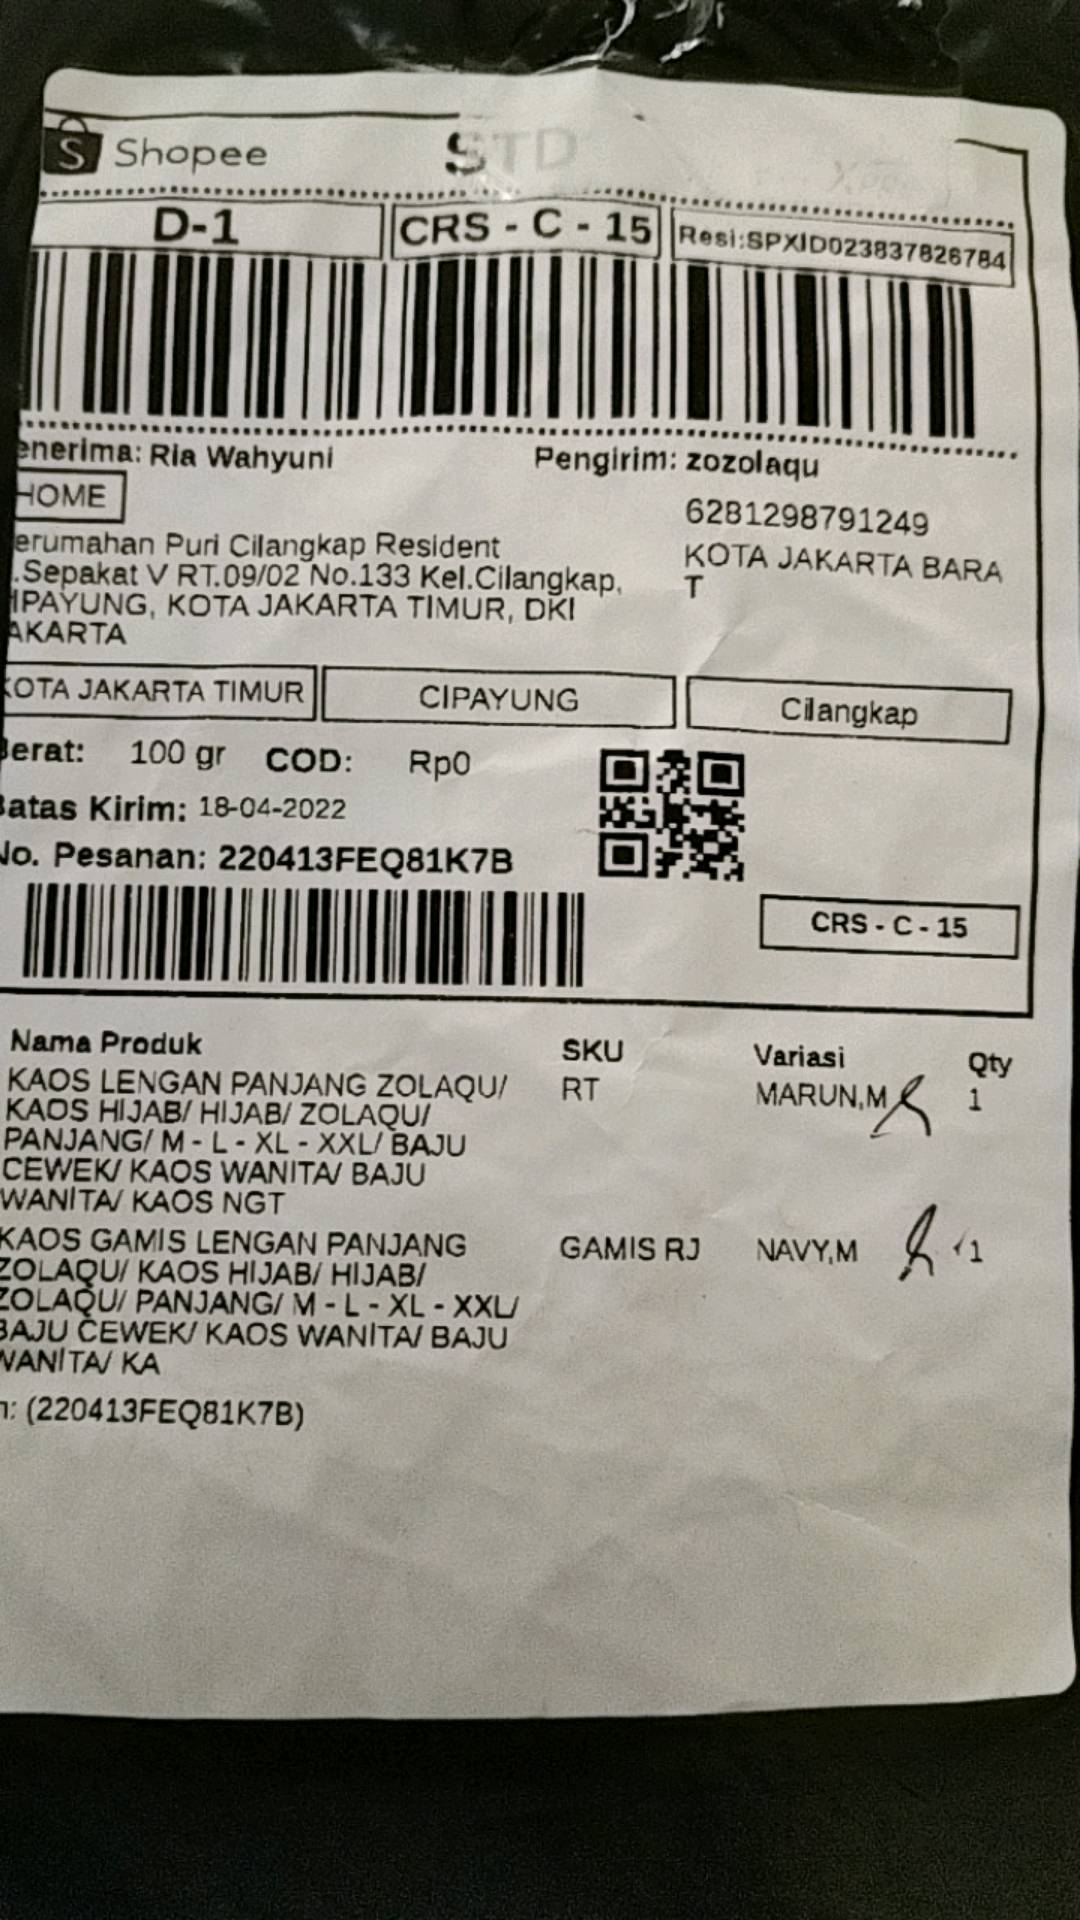 Shopee STD
D-1 CRS - C - 15 Resi:SPXID023837826784
enerima: Ria Wahyuni Pengirim: zozolaqu
HOME 6281298791249
erumahan Puri Cilangkap Resident KOTA JAKARTA BARA
.Sepakat V RT.09/02 No.133 Kel.Cilangkap, T
IPAYUNG, KOTA JAKARTA TIMUR, DKI
AKARTA
KOTA JAKARTA TIMUR CIPAYUNG Cilangkap
Berat: 100 gr COD: Rp0
Batas Kirim: 18-04-2022
No. Pesanan: 220413FEQ81K7B
CRS - C - 15
Nama Produk SKU Variasi Qty
KAOS LENGAN PANJANG ZOLAQU/ RT MARUN,M 1
KAOS HIJAB/ HIJAB/ ZOLAQU/
PANJANG/ M - L - XL - XXL/ BAJU
CEWEK/ KAOS WANITA/ BAJU
WANITA/ KAOS NGT
KAOS GAMIS LENGAN PANJANG GAMIS RJ NAVY,M 1
ZOLAQU/ KAOS HIJAB/ HIJAB/
ZOLAQU/ PANJANG/ M - L - XL - XXL/
BAJU CEWEK/ KAOS WANITA/ BAJU
WANITA/ KA
n: (220413FEQ81K7B)